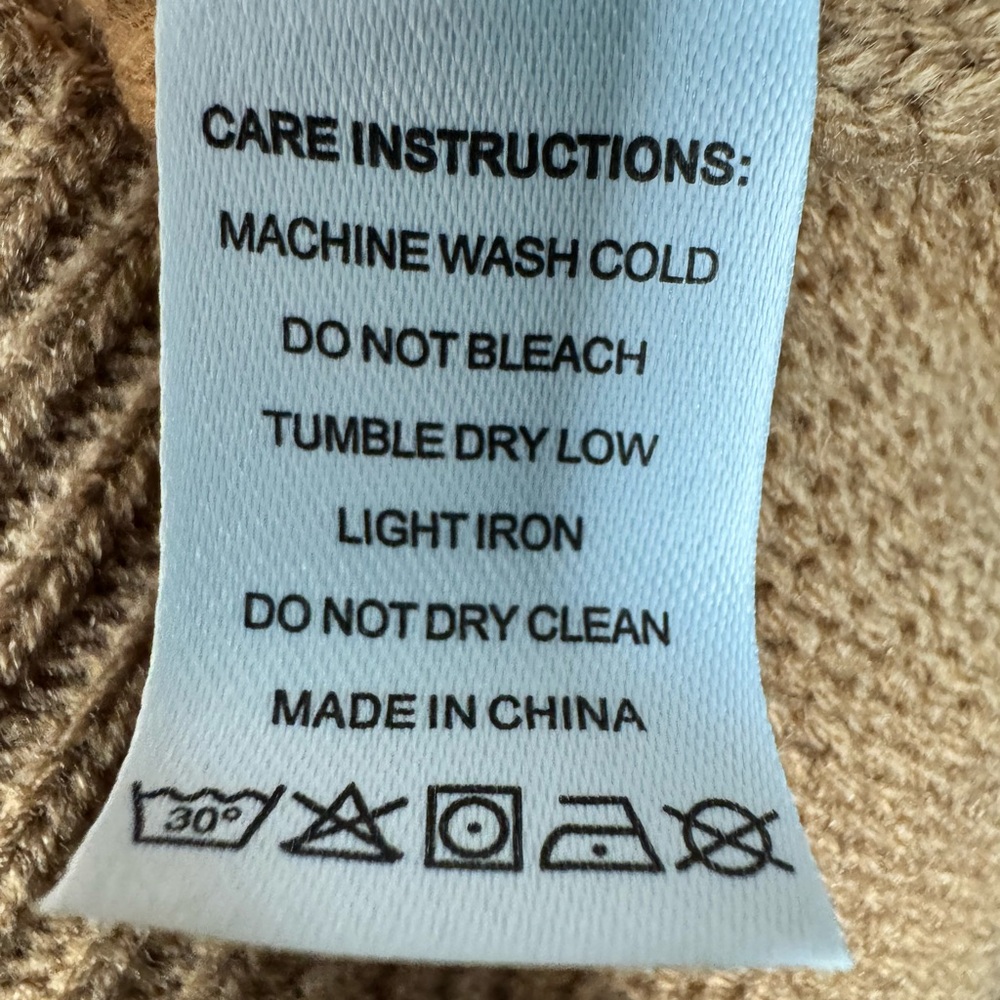 CARE INSTRUCTIONS:
MACHINE WASH COLD
DO NOT BLEACH
TUMBLE DRY LOW
LIGHT IRON
DO NOT DRY CLEAN
MADE IN CHINA
30°